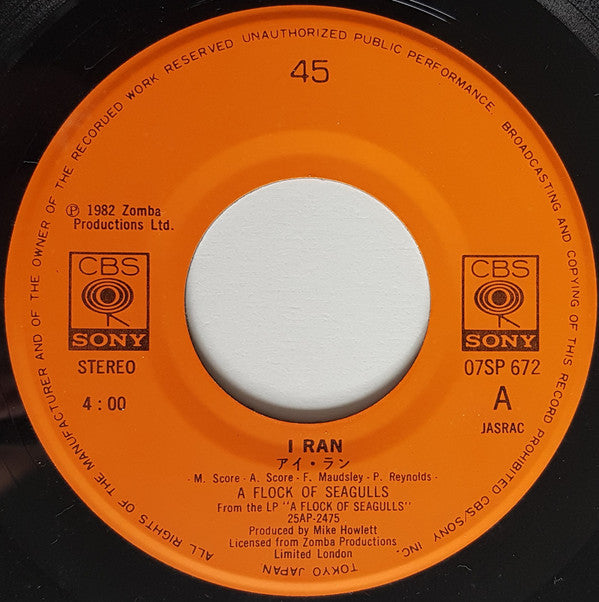 ALL RIGHTS OF THE MANUFACTURER AND OF THE OWNER OF THE RECORDED WORK RESERVED UNAUTHORIZED PUBLIC PERFORMANCE. BROADCASTING AND COPYING OF THIS RECORD PROHIBITED CBS/SONY INC.
TOKYO JAPAN
45
Ⓟ 1982 Zomba
Productions Ltd.
CBS
SONY
STEREO
4:00
CBS
SONY
07SP 672
A
JASRAC
I RAN
アイ・ラン
- M. Score - A. Score - F. Maudsley - P. Reynolds -
A FLOCK OF SEAGULLS
From the LP "A FLOCK OF SEAGULLS"
25AP-2475
Produced by Mike Howlett
Licensed from Zomba Productions
Limited London